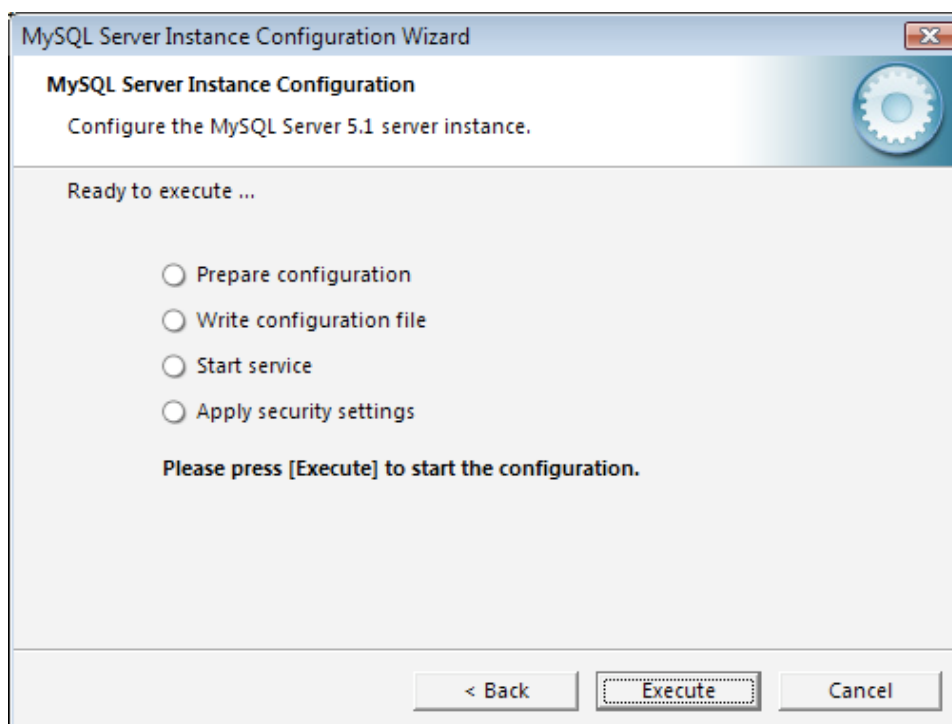 MySQL Server Instance Configuration Wizard
MySQL Server Instance Configuration
Configure the MySQL Server 5.1 server instance.
Ready to execute ...
Prepare configuration
Write configuration file
Start service
Apply security settings
Please press [Execute] to start the configuration.
< Back Execute Cancel